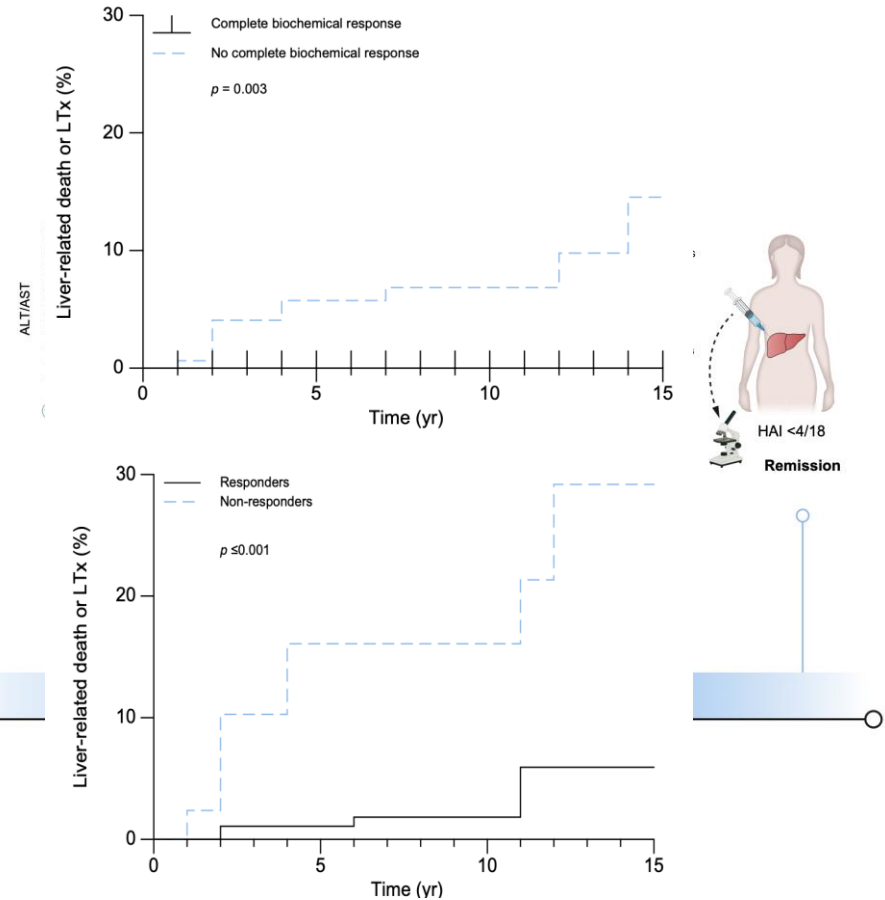 30
Complete biochemical response
No complete biochemical response
p = 0.003
20
10
0
Liver-related death or LTx (%)
0
5
10
15
Time (yr)
ALT/AST
HAI <4/18
Remission
30
Responders
Non-responders
p ≤0.001
20
10
0
Liver-related death or LTx (%)
0
5
10
15
Time (yr)